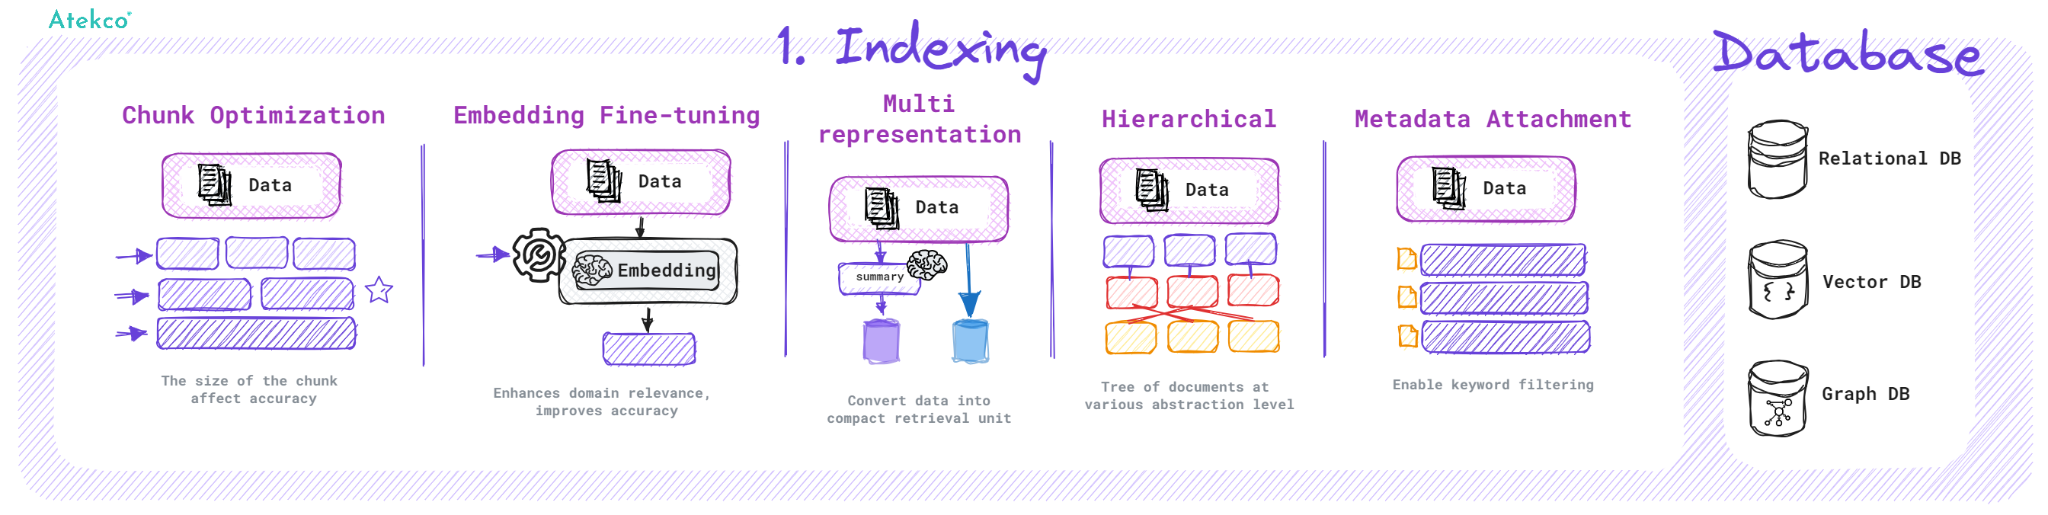 Atekco
1. Indexing
Database
Chunk Optimization
Data
The size of the chunk
affect accuracy
Embedding Fine-tuning
Data
Embedding
Enhances domain relevance,
improves accuracy
Multi
representation
Data
summary
Convert data into
compact retrieval unit
Hierarchical
Data
Tree of documents at
various abstraction level
Metadata Attachment
Data
Enable keyword filtering
Relational DB
Vector DB
Graph DB